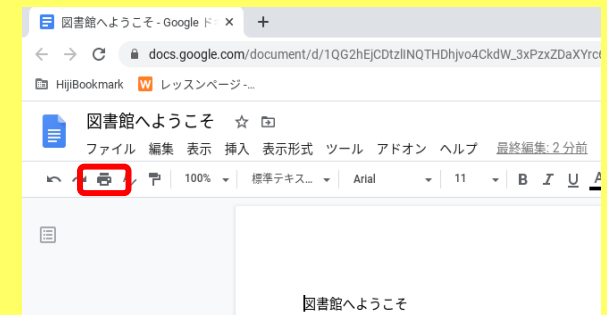 図書館へようこそ - Google ド
docs.google.com/document/d/1QG2hEjCDtzlINQTHDhjvo4CkdW_3xPzxZDaXYrc
HijiBookmark W レッスンページ -...
図書館へようこそ
ファイル 編集 表示 挿入 表示形式 ツール アドオン ヘルプ 最終編集: 2 分前
100% 標準テキス... Arial 11 B I U A
図書館へようこそ